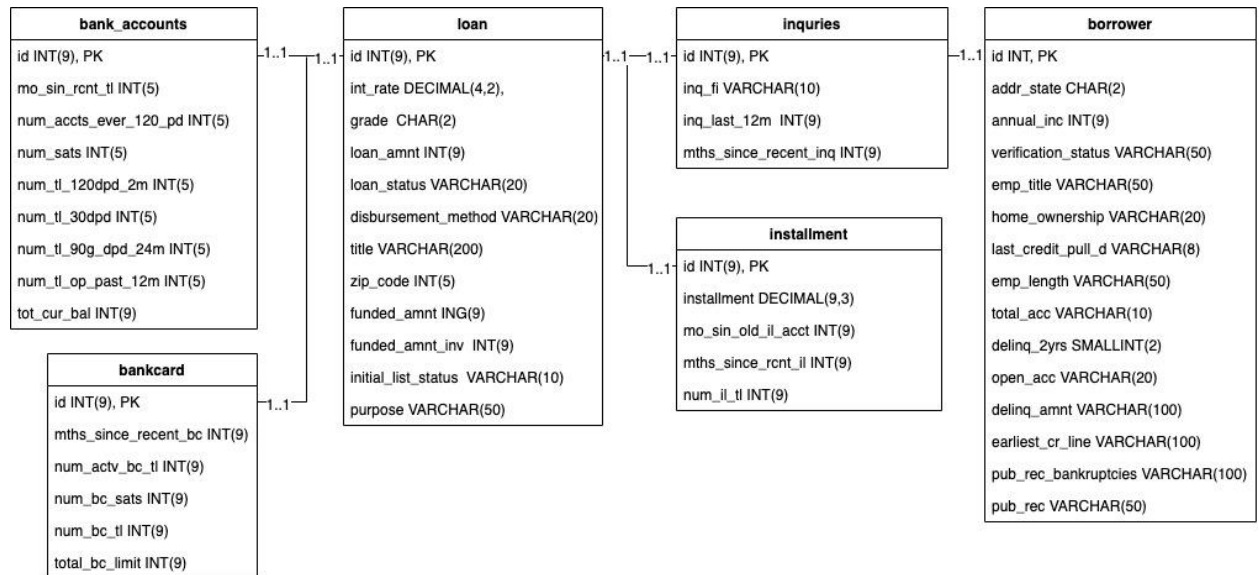 bank_accounts
id INT(9), PK
mo_sin_rcnt_tl INT(5)
num_accts_ever_120_pd INT(5)
num_sats INT(5)
num_tl_120dpd_2m INT(5)
num_tl_30dpd INT(5)
num_tl_90g_dpd_24m INT(5)
num_tl_op_past_12m INT(5)
tot_cur_bal INT(9)
1..1
1..1
bankcard
id INT(9), PK
mths_since_recent_bc INT(9)
num_actv_bc_tl INT(9)
num_bc_sats INT(9)
num_bc_tl INT(9)
total_bc_limit INT(9)
1..1
loan
id INT(9), PK
int_rate DECIMAL(4,2),
grade CHAR(2)
loan_amnt INT(9)
loan_status VARCHAR(20)
disbursement_method VARCHAR(20)
title VARCHAR(200)
zip_code INT(5)
funded_amnt ING(9)
funded_amnt_inv INT(9)
initial_list_status VARCHAR(10)
purpose VARCHAR(50)
1..1
1..1
inquries
id INT(9), PK
inq_fi VARCHAR(10)
inq_last_12m INT(9)
mths_since_recent_inq INT(9)
1..1
1..1
installment
id INT(9), PK
installment DECIMAL(9,3)
mo_sin_old_il_acct INT(9)
mths_since_rcnt_il INT(9)
num_il_tl INT(9)
borrower
id INT, PK
addr_state CHAR(2)
annual_inc INT(9)
verification_status VARCHAR(50)
emp_title VARCHAR(50)
home_ownership VARCHAR(20)
last_credit_pull_d VARCHAR(8)
emp_length VARCHAR(50)
total_acc VARCHAR(10)
delinq_2yrs SMALLINT(2)
open_acc VARCHAR(20)
delinq_amnt VARCHAR(100)
earliest_cr_line VARCHAR(100)
pub_rec_bankruptcies VARCHAR(100)
pub_rec VARCHAR(50)
1..1